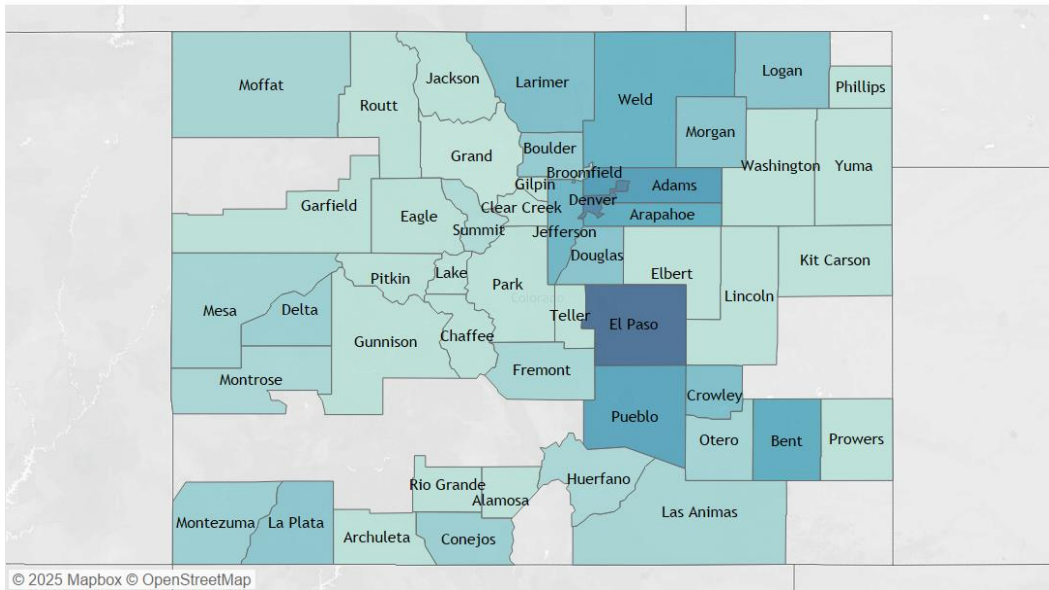 Logan
Jackson
Larimer
Moffat
Phillips
Weld
Routt
Morgan
Boulder
Grand
Washington
Yuma
Broomfield
Gilpin
Adams
Denver
Garfield
Clear Creek
Eagle
Arapahoe
Summit
Jefferson
Douglas
Kit Carson
Lake
Elbert
Pitkin
Park
Lincoln
Colorado
Mesa
Delta
Teller
El Paso
Chaffee
Gunnison
Fremont
Montrose
Crowley
Pueblo
Otero
Bent
Prowers
Huerfano
Rio Grande
Alamosa
Las Animas
Montezuma
La Plata
Archuleta
Conejos
© 2025 Mapbox © OpenStreetMap